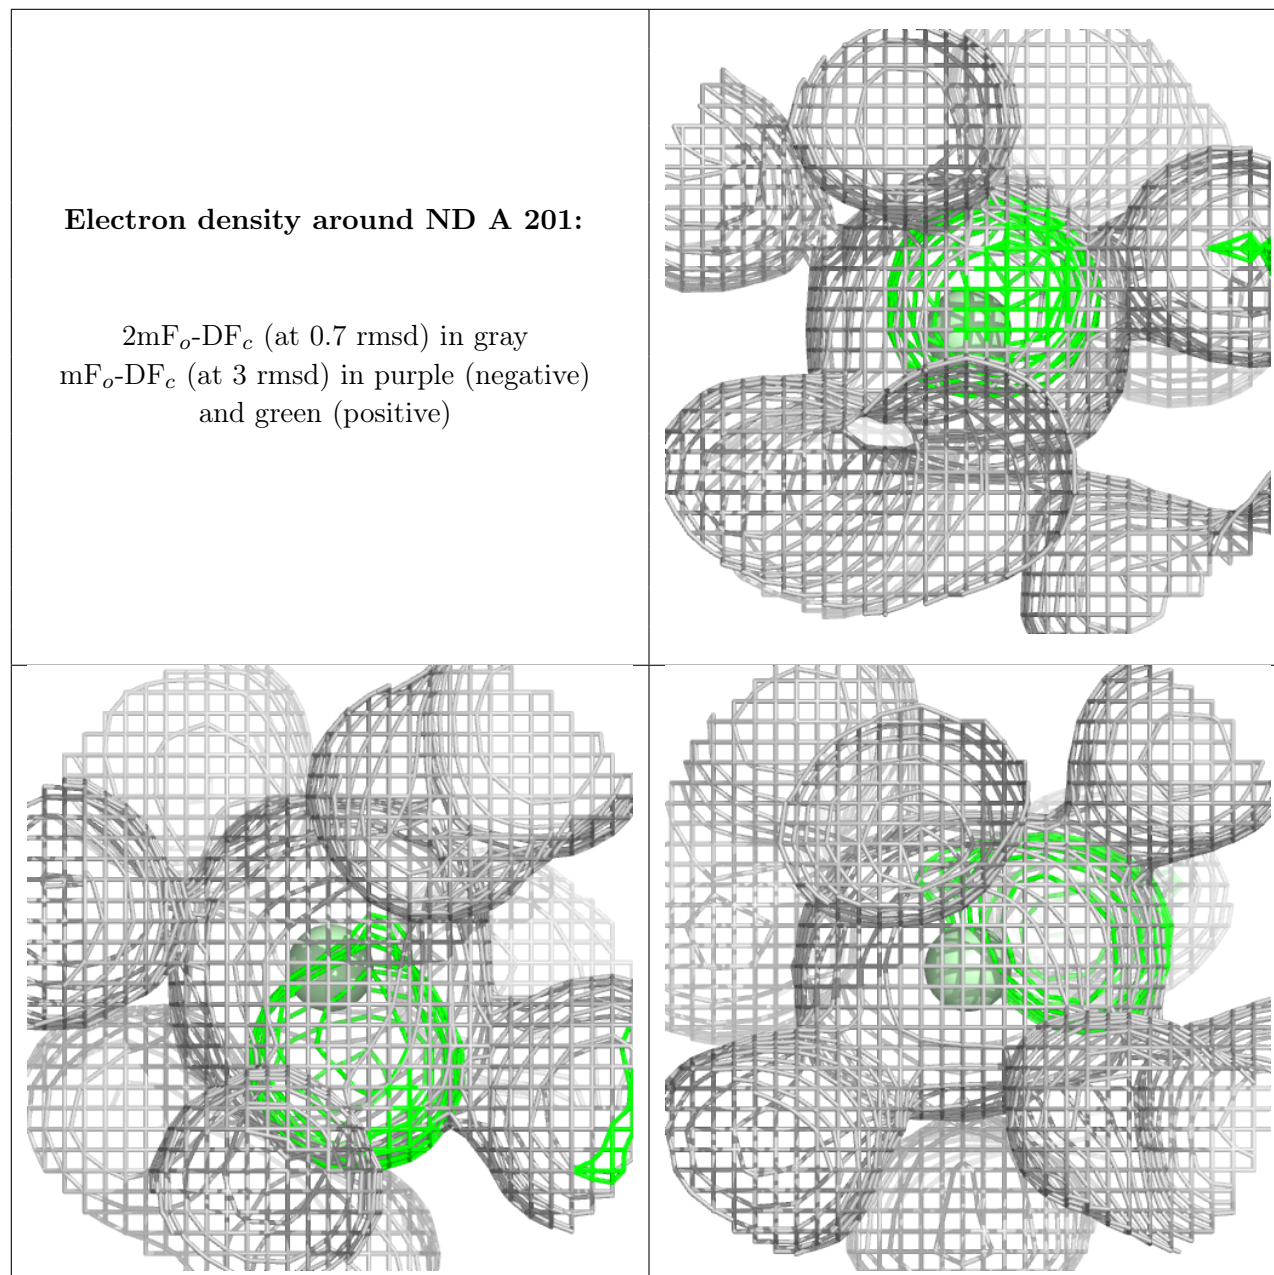 Electron density around ND A 201:
2mFo-DFc (at 0.7 rmsd) in gray
mFo-DFc (at 3 rmsd) in purple (negative)
and green (positive)